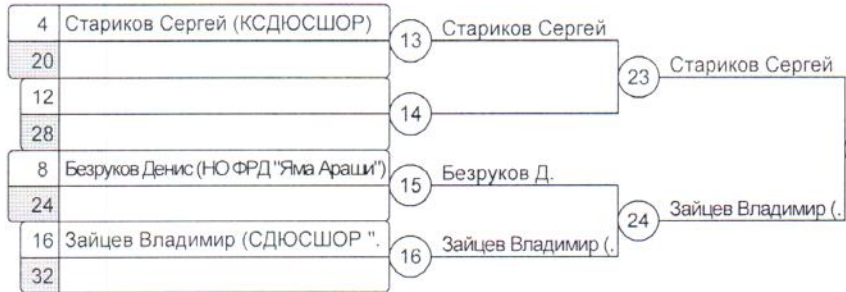 4 Стариков Сергей (КСДЮСШОР)
20
12
28
8 Безруков Денис (НО ФРД "Яма Араши")
24
16 Зайцев Владимир (СДЮСШОР ".
32
13 Стариков Сергей
14
15 Безруков Д.
16 Зайцев Владимир (.
23 Стариков Сергей
24 Зайцев Владимир (.